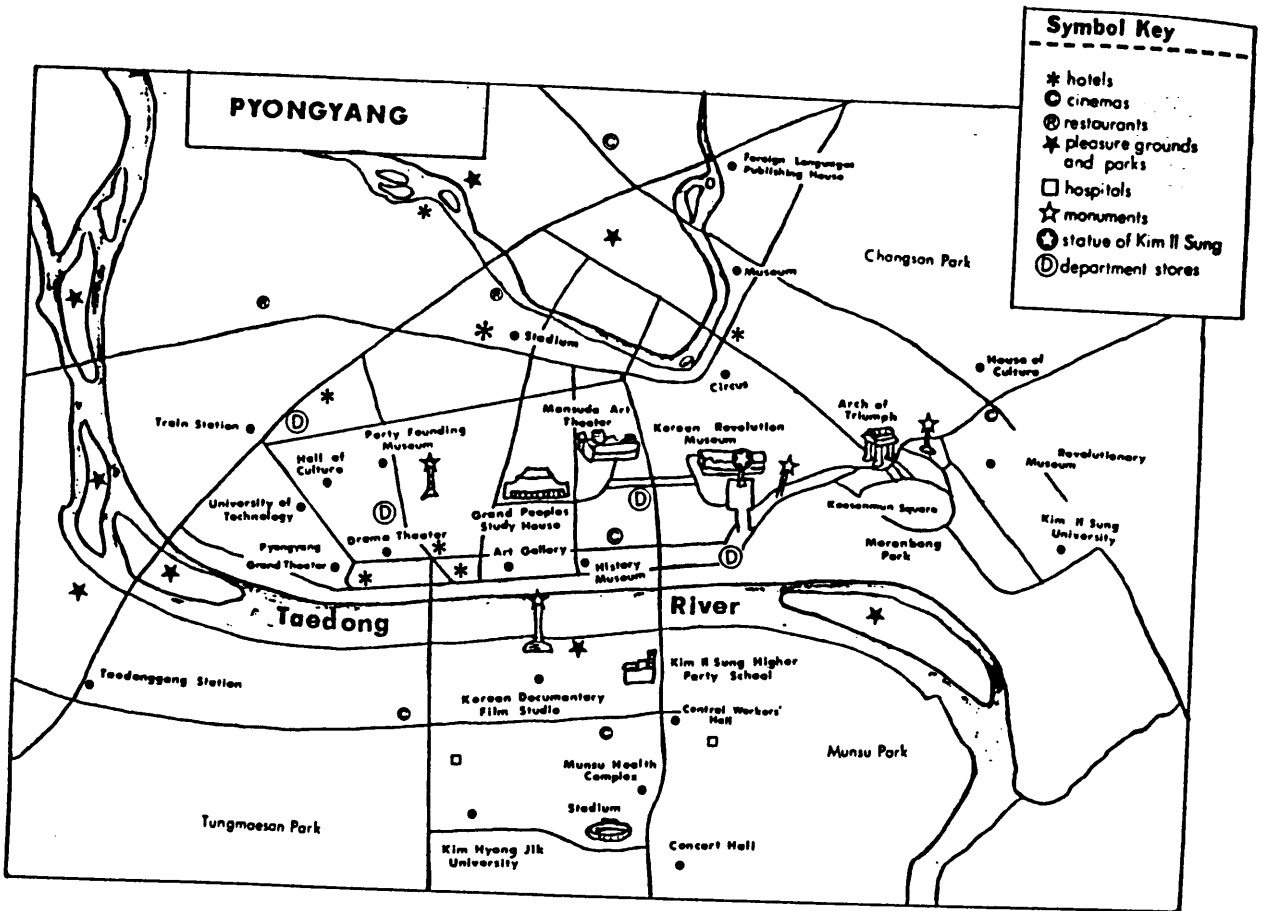 Symbol Key
* hotels
© cinemas
® restaurants
★ pleasure grounds
and parks
□ hospitals
☆ monuments
✪ statue of Kim Il Sung
Ⓓ department stores
PYONGYANG
Foreign Languages
Publishing House
Changsan Park
Museum
Stadium
House of
Culture
Circus
Arch of
Triumph
Mansuda Art
Theater
Korean Revolution
Museum
Train Station
D
Party Founding
Museum
Hall of
Culture
Revolutionary
Museum
University of
Technology
D
D
Grand Peoples
Study House
Kaesenmun Square
Kim Il Sung
University
Drama Theater
Pyongyang
Grand Theater
Art Gallery
History
Museum
D
Moranbong
Park
Taedong
River
Taedonggang Station
Kim Il Sung Higher
Party School
Korean Documentary
Film Studio
Central Workers'
Hall
Munsu Park
Munsu Health
Complex
Stadium
Tungmaesan Park
Kim Hyong Jik
University
Concert Hall